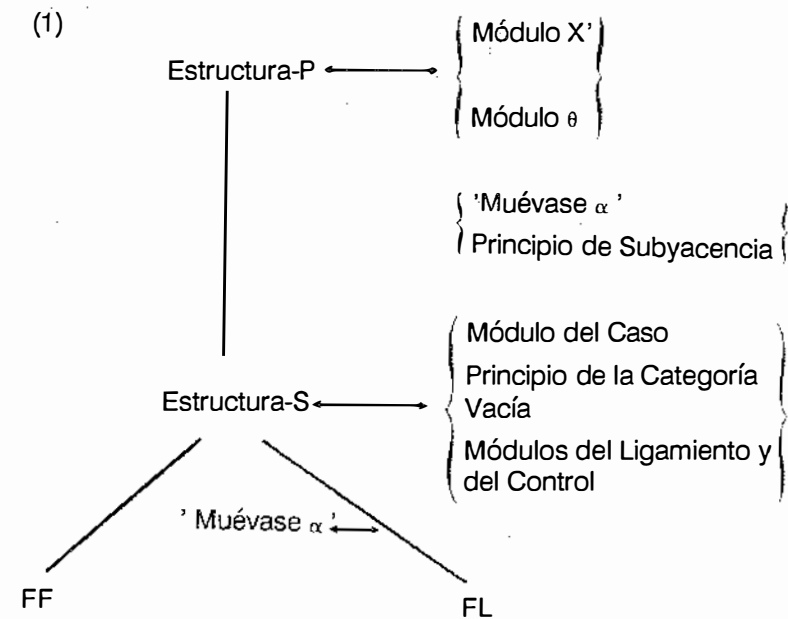 (1)
Módulo X'
Estructura-P
Módulo θ
'Muévase α '
Principio de Subyacencia
Módulo del Caso
Principio de la Categoría
Estructura-S
Vacía
Módulos del Ligamiento y
del Control
' Muévase α '
FF
FL